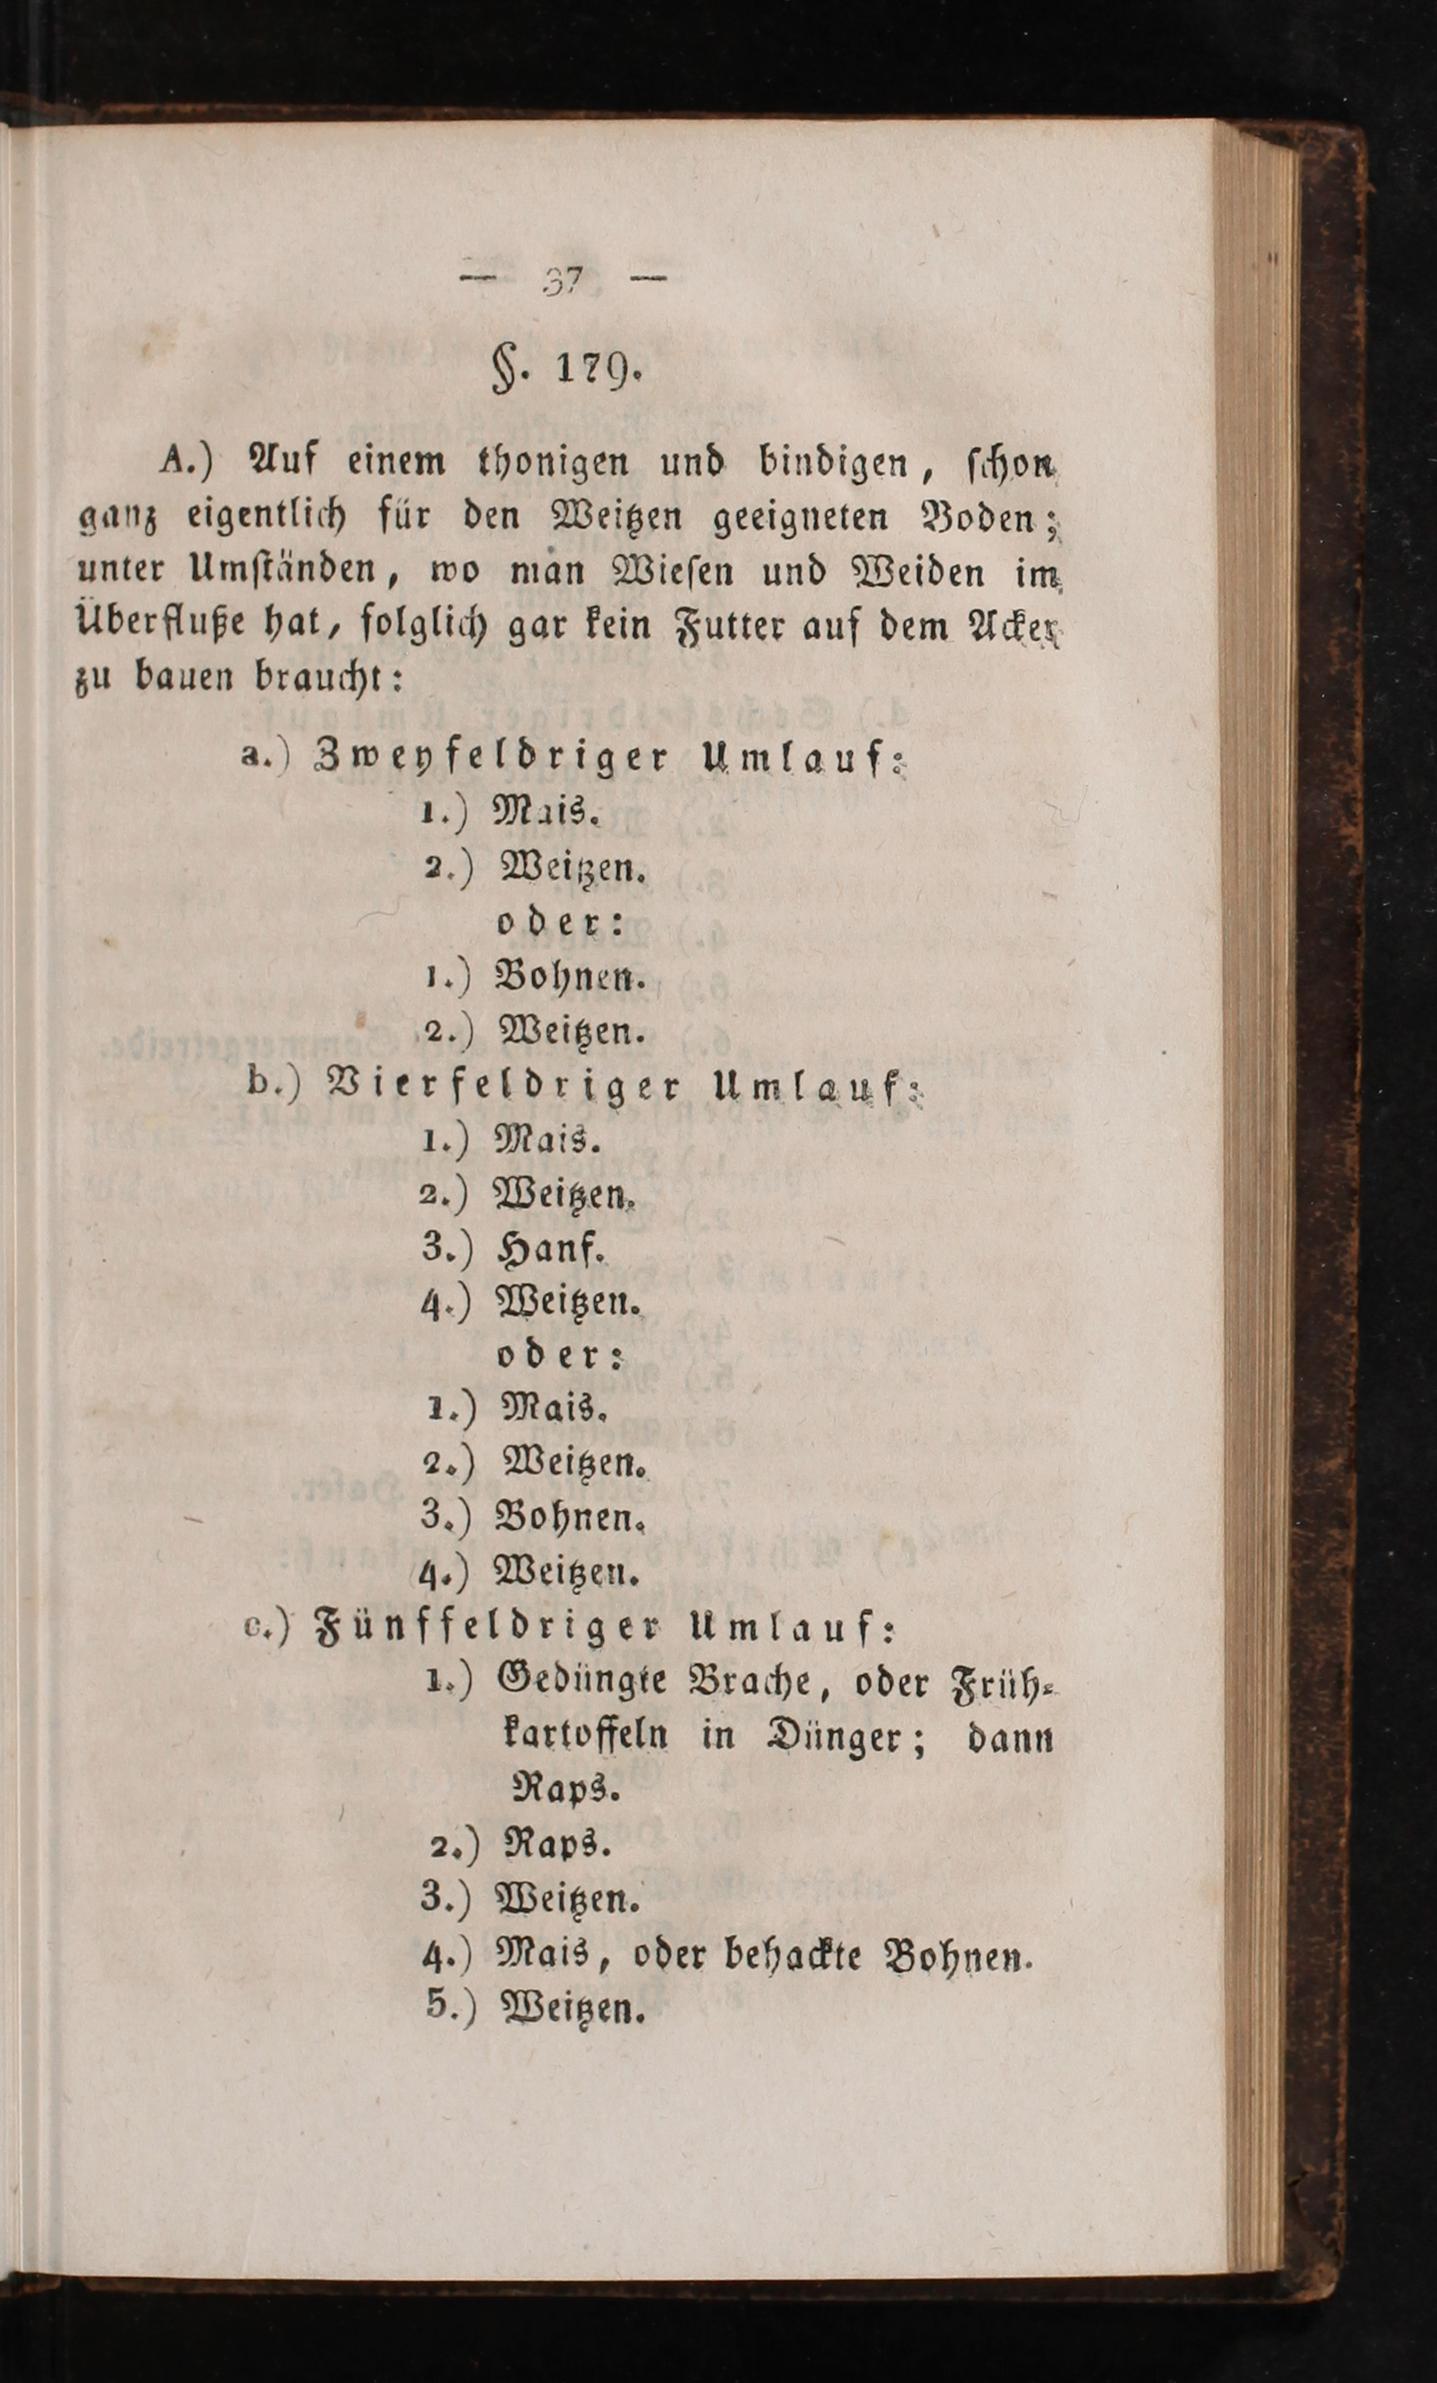 — 37 —
§. 179.
A.) Auf einem thonigen und bindigen, schon
ganz eigentlich für den Weitzen geeigneten Boden;
unter Umständen, wo man Wiesen und Weiden im
Überfluße hat, folglich gar kein Futter auf dem Acker
zu bauen braucht:
a.) Zweyfeldriger Umlauf:
1.) Mais.
2.) Weitzen.
oder:
1.) Bohnen.
2.) Weitzen.
b.) Vierfeldriger Umlauf:
1.) Mais.
2.) Weitzen.
3.) Hanf.
4.) Weitzen.
oder:
1.) Mais.
2.) Weitzen.
3.) Bohnen.
4.) Weitzen.
c.) Fünffeldriger Umlauf:
1.) Gedüngte Brache, oder Früh-
kartoffeln in Dünger; dann
Raps.
2.) Raps.
3.) Weitzen.
4.) Mais, oder behackte Bohnen.
5.) Weitzen.